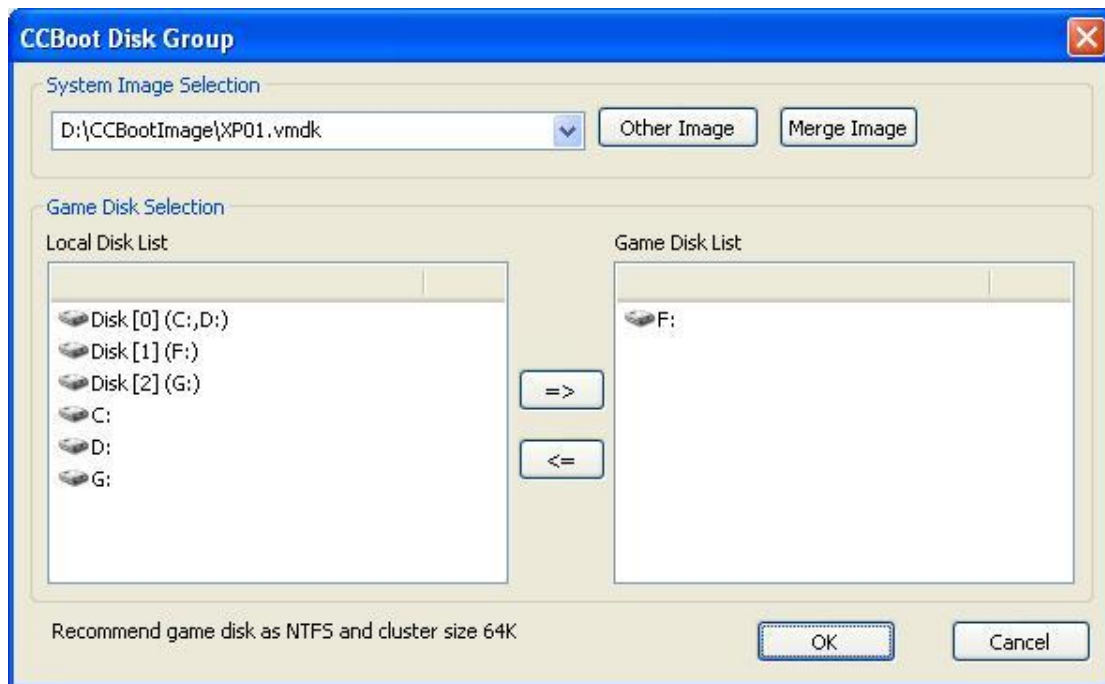 CCBoot Disk Group
System Image Selection
D:\CCBootImage\XP01.vmdk
Other Image
Merge Image
Game Disk Selection
Local Disk List
Game Disk List
Disk [0] (C:,D:)
Disk [1] (F:)
Disk [2] (G:)
C:
D:
G:
=>
<=
F:
Recommend game disk as NTFS and cluster size 64K
OK
Cancel